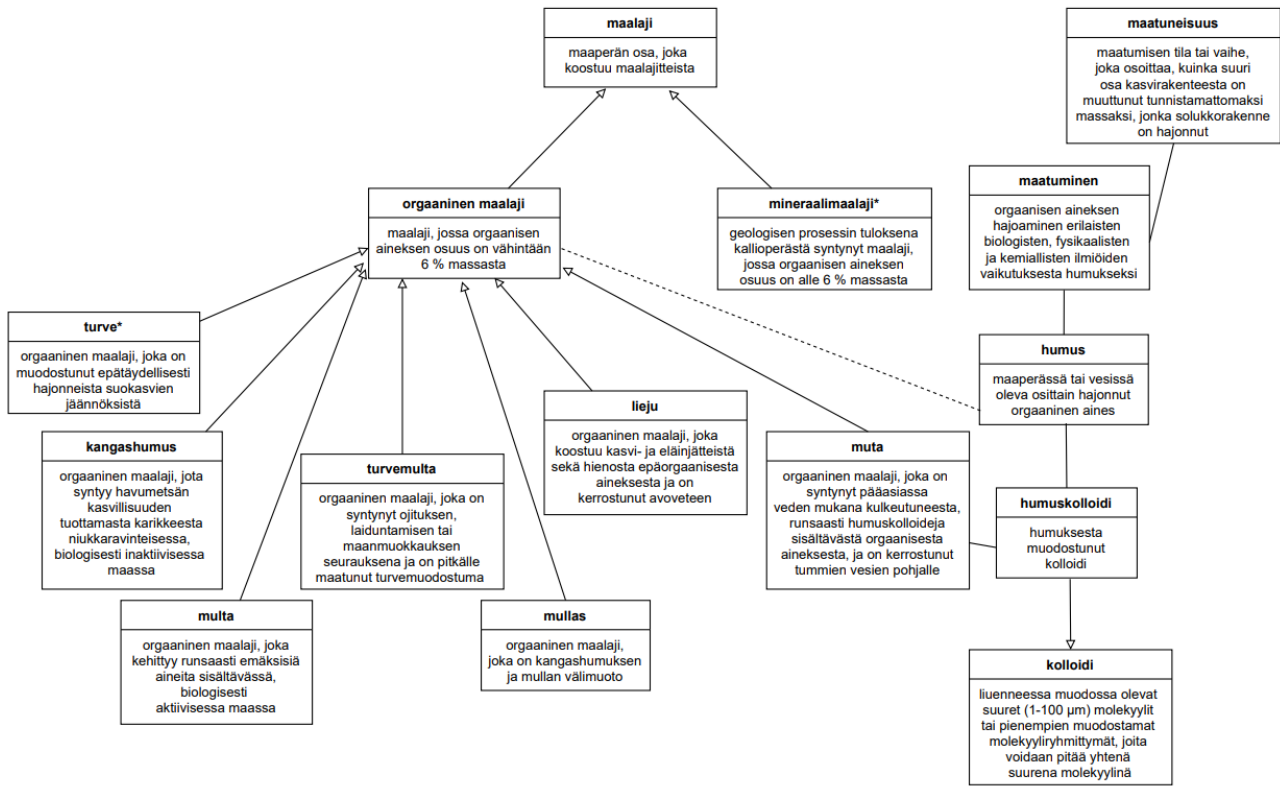 maalaji
maaperän osa, joka
koostuu maalajitteista
maatuneisuus
maatumisen tila tai vaihe,
joka osoittaa, kuinka suuri
osa kasvirakenteesta on
muuttunut tunnistamattomaksi
massaksi, jonka solukkorakenne
on hajonnut
orgaaninen maalaji
maalaji, jossa orgaanisen
aineksen osuus on vähintään
6 % massasta
mineraalimaalaji*
geologisen prosessin tuloksena
kallioperästä syntynyt maalaji,
jossa orgaanisen aineksen
osuus on alle 6 % massasta
maatuminen
orgaanisen aineksen
hajoaminen erilaisten
biologisten, fysikaalisten
ja kemiallisten ilmiöiden
vaikutuksesta humukseksi
turve*
orgaaninen maalaji, joka on
muodostunut epätäydellisesti
hajonneista suokasvien
jäännöksistä
humus
maaperässä tai vesissä
oleva osittain hajonnut
orgaaninen aines
kangashumus
orgaaninen maalaji, jota
syntyy havumetsän
kasvillisuuden
tuottamasta karikkeesta
niukkaravinteisessa,
biologisesti inaktiivisessa
maassa
turvemulta
orgaaninen maalaji, joka on
syntynyt ojituksen,
laiduntamisen tai
maanmuokkauksen
seurauksena ja on pitkälle
maatunut turvemuodostuma
lieju
orgaaninen maalaji, joka
koostuu kasvi- ja eläinjätteistä
sekä hienosta epäorgaanisesta
aineksesta ja on
kerrostunut avoveteen
muta
orgaaninen maalaji, joka on
syntynyt pääasiassa
veden mukana kulkeutuneesta,
runsaasti humuskolloideja
sisältävästä orgaanisesta
aineksesta, ja on kerrostunut
tummien vesien pohjalle
humuskolloidi
humuksesta
muodostunut
kolloidi
multa
orgaaninen maalaji, joka
kehittyy runsaasti emäksisiä
aineita sisältävässä,
biologisesti
aktiivisessa maassa
mullas
orgaaninen maalaji,
joka on kangashumuksen
ja mullan välimuoto
kolloidi
liuenneessa muodossa olevat
suuret (1-100 µm) molekyylit
tai pienempien muodostamat
molekyyliryhmittymät, joita
voidaan pitää yhtenä
suurena molekyylinä